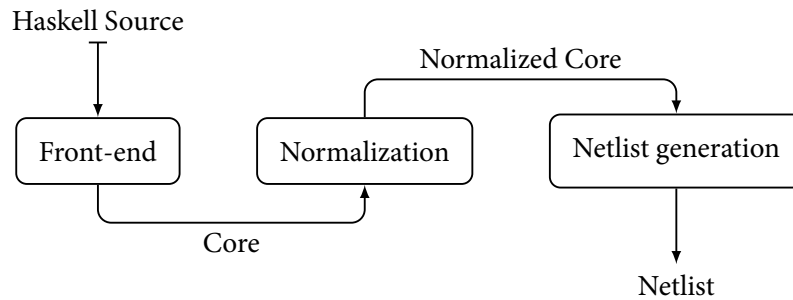 Haskell Source
Normalized Core
Front-end
Normalization
Netlist generation
Core
Netlist